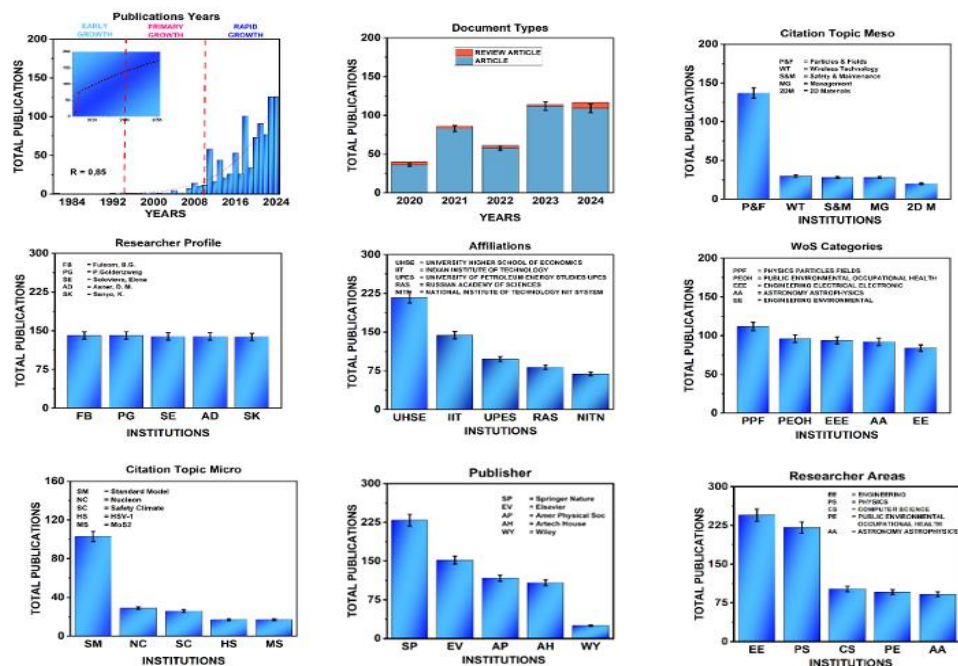 Publications Years
EARLY GROWTH
PRIMARY GROWTH
RAPID GROWTH
TOTAL PUBLICATIONS
200
150
100
50
0
R = 0,85
1984 1992 2000 2008 2016 2024
YEARS
Document Types
REVIEW ARTICLE
ARTICLE
TOTAL PUBLICATIONS
200
150
100
50
0
2020 2021 2022 2023 2024
YEARS
Citation Topic Meso
P&F = Particles & Fields
WT = Wireless Technology
S&M = Safety & Maintenance
MG = Management
2DM = 2D Materials
TOTAL PUBLICATIONS
200
150
100
50
0
P&F WT S&M MG 2D M
INSTITUTIONS
Researcher Profile
FB = Fulsom, B.G.
PG = P.Goldenzweig
SE = Solovieva, Elena
AD = Asner, D. M.
SK = Sanyo, K.
TOTAL PUBLICATIONS
300
225
150
75
0
FB PG SE AD SK
INSTITUTIONS
Affiliations
UHSE = UNIVERSITY HIGHER SCHOOL OF ECONOMICS
IIT = INDIAN INSTITUTE OF TECHNOLOGY
UPES = UNIVERSITY OF PETROLEUM ENERGY STUDIES UPES
RAS = RUSSIAN ACADEMY OF SCIENCES
NITN = NATIONAL INSTITUTE OF TECHNOLOGY NIT SYSTEM
TOTAL PUBLICATIONS
300
225
150
75
0
UHSE IIT UPES RAS NITN
INSTUTIONS
WoS Categories
PPF = PHYSICS PARTICLES FIELDS
PEOH = PUBLIC ENVIRONMENTAL OCCUPATIONAL HEALTH
EEE = ENGINEERING ELECTRICAL ELECTRONIC
AA = ASTRONOMY ASTROPHYSICS
EE = ENGINEERING ENVIRONMENTAL
TOTAL PUBLICATIONS
200
150
100
50
0
PPF PEOH EEE AA EE
INSTITUTIONS
Citation Topic Micro
SM = Standard Model
NC = Nucleon
SC = Safety Climate
HS = HSV-1
MS = MoS2
TOTAL PUBLICATIONS
160
120
80
40
0
SM NC SC HS MS
INSTITUTIONS
Publisher
SP = Springer Nature
EV = Elsevier
AP = Amer Physical Soc
AH = Artech House
WY = Wiley
TOTAL PUBLICATIONS
300
225
150
75
0
SP EV AP AH WY
INSTITUTIONS
Researcher Areas
EE = ENGINEERING
PS = PHYSICS
CS = COMPUTER SCIENCE
PE = PUBLIC ENVIRONMENTAL
OCCUPATIONAL HEALTH
AA = ASTRONOMY ASTROPHYSICS
TOTAL PUBLICATIONS
300
225
150
75
0
EE PS CS PE AA
INSTITUTIONS